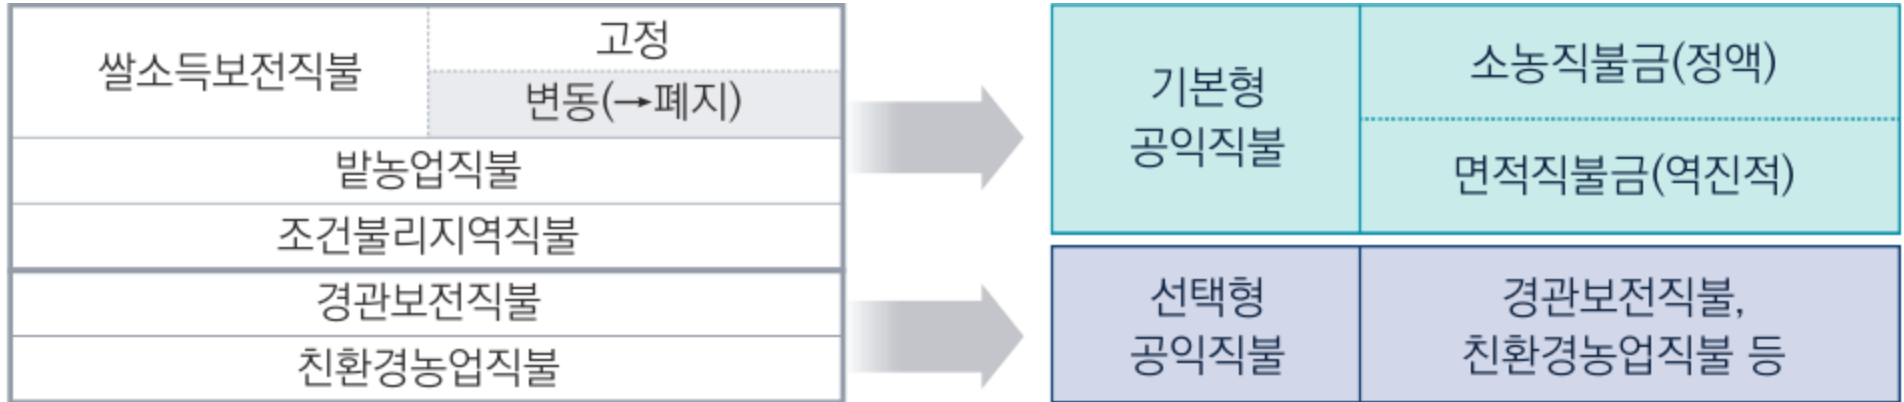 쌀소득보전직불
고정
변동(→폐지)
밭농업직불
조건불리지역직불
경관보전직불
친환경농업직불
기본형
공익직불
소농직불금(정액)
면적직불금(역진적)
선택형
공익직불
경관보전직불,
친환경농업직불 등